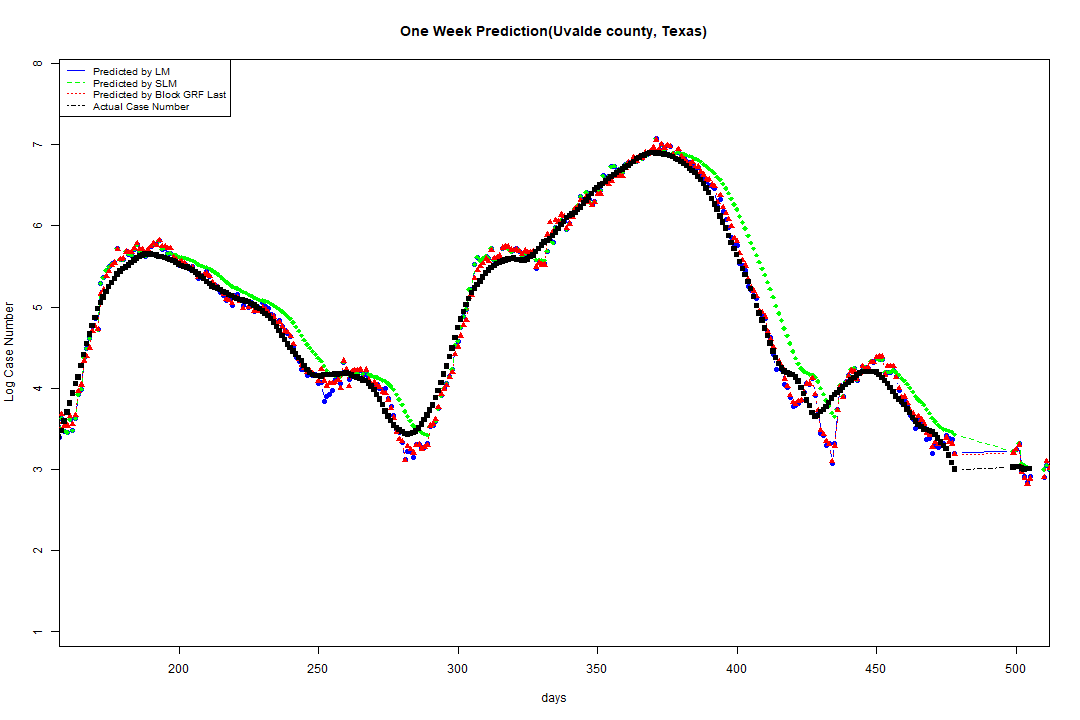 One Week Prediction(Uvalde county, Texas)
Predicted by LM
Predicted by SLM
Predicted by Block GRF Last
Actual Case Number
8
7
6
5
4
3
2
1
Log Case Number
200 250 300 350 400 450 500
days